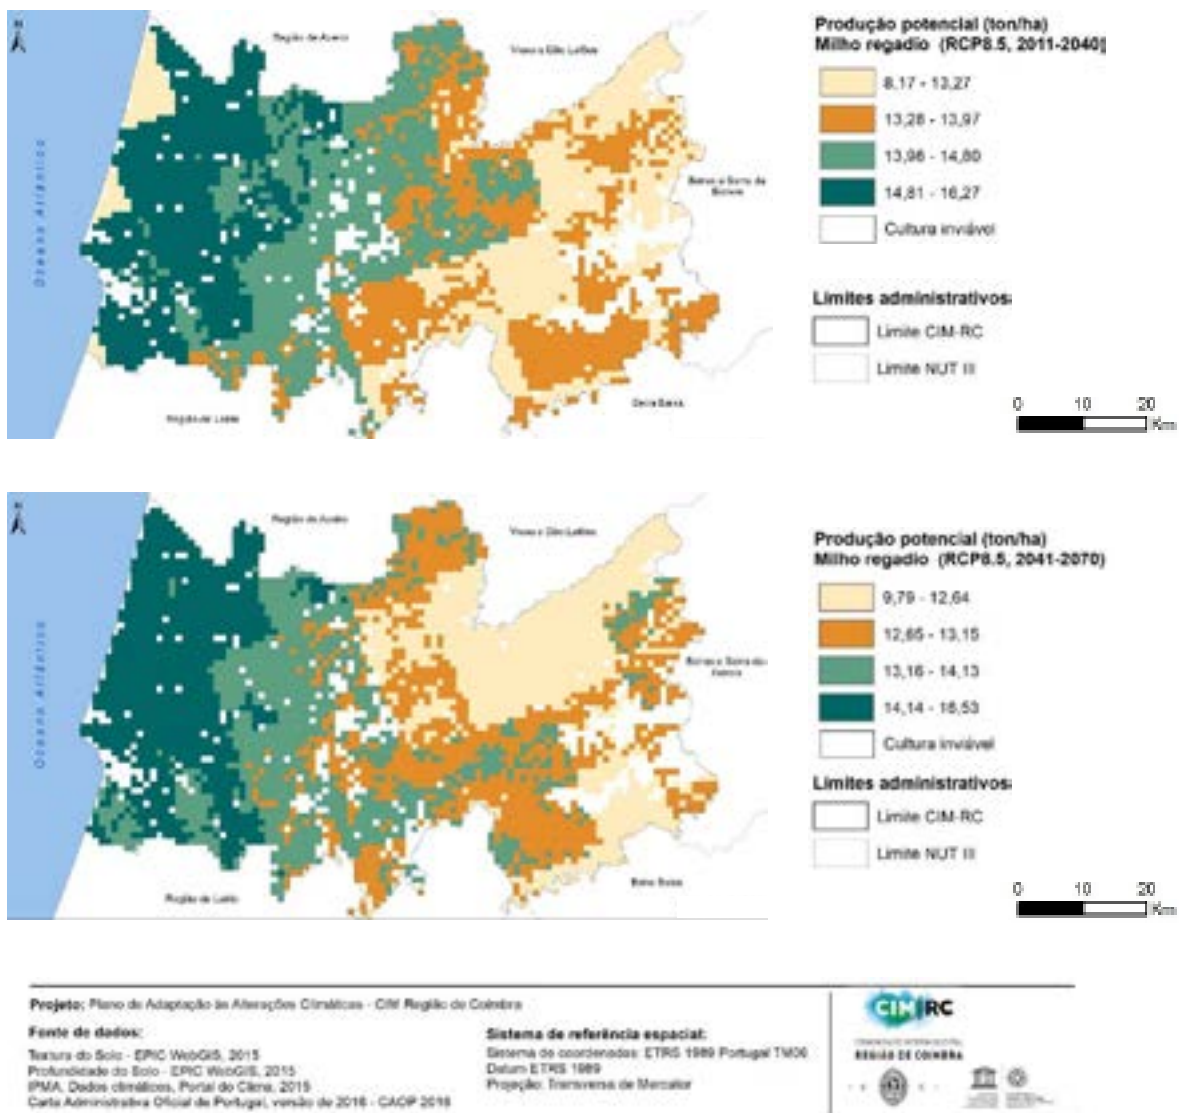 N
Região de Aveiro
Viseu e Dão Lafões
Oceano Atlântico
Região de Leiria
Beira Baixa
Produção potencial (ton/ha)
Milho regadio (RCP8.5, 2011-2040)
8,17 - 13,27
13,28 - 13,97
13,98 - 14,80
14,81 - 16,27
Cultura inviável
Limites administrativos:
Limite CIM-RC
Limite NUT III
0 10 20
Km
N
Região de Aveiro
Viseu e Dão Lafões
Oceano Atlântico
Região de Leiria
Beira Baixa
Produção potencial (ton/ha)
Milho regadio (RCP8.5, 2041-2070)
9,79 - 12,64
12,65 - 13,15
13,16 - 14,13
14,14 - 16,53
Cultura inviável
Limites administrativos:
Limite CIM-RC
Limite NUT III
0 10 20
Km
Projeto: Plano de Adaptação às Alterações Climáticas - CIM Região de Coimbra
Fonte de dados:
Textura do Solo - EPIC WebGIS, 2015
Profundidade do Solo - EPIC WebGIS, 2015
IPMA, Dados climáticos, Portal do Clima, 2015
Carta Administrativa Oficial de Portugal, versão de 2016 - CAOP 2016
Sistema de referência espacial:
Sistema de coordenadas: ETRS 1989 Portugal TM06
Datum ETRS 1989
Projeção: Transversa de Mercator
CIM RC
REGIÃO DE COIMBRA